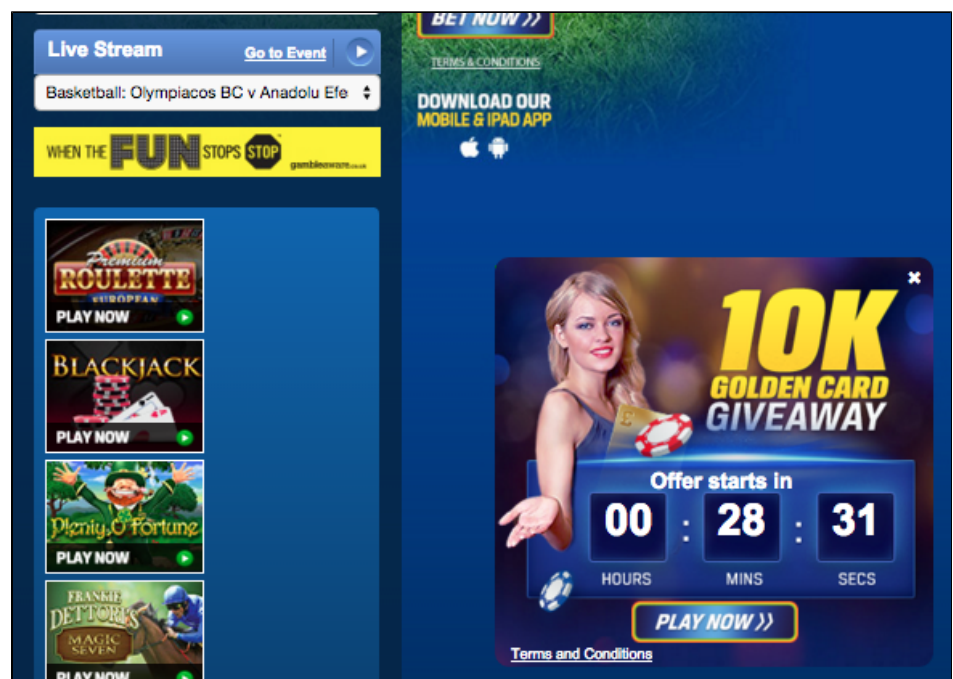 Live Stream
Go to Event
Basketball: Olympiacos BC v Anadolu Efe
WHEN THE FUN STOPS STOP
gambleaware.co.uk
Premium
ROULETTE
EUROPEAN
PLAY NOW
BLACKJACK
PLAY NOW
Plenty O'Fortune
PLAY NOW
FRANKIE
DETTORI'S
MAGIC
SEVEN
PLAY NOW
BET NOW >>
TERMS & CONDITIONS
DOWNLOAD OUR
MOBILE & IPAD APP
10K
GOLDEN CARD
GIVEAWAY
Offer starts in
00 : 28 : 31
HOURS MINS SECS
PLAY NOW >>
Terms and Conditions